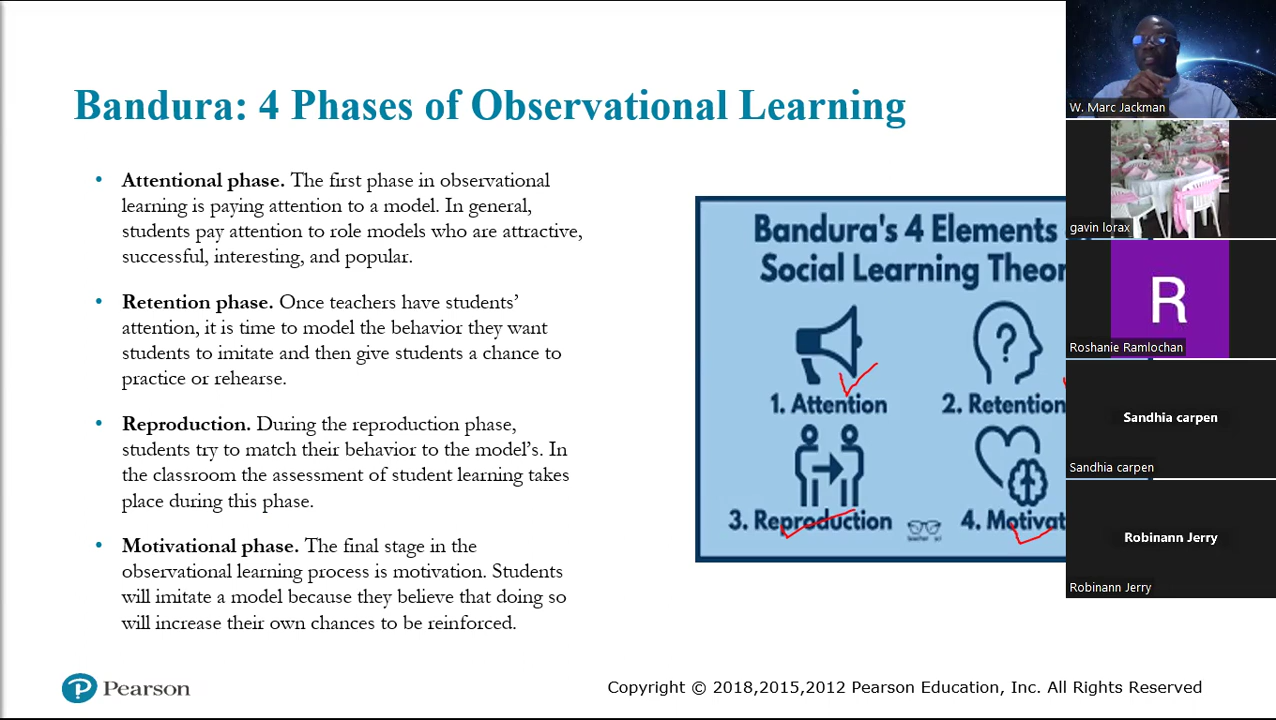 Bandura: 4 Phases of Observational Learning
• Attentional phase. The first phase in observational
learning is paying attention to a model. In general,
students pay attention to role models who are attractive,
successful, interesting, and popular.
• Retention phase. Once teachers have students’
attention, it is time to model the behavior they want
students to imitate and then give students a chance to
practice or rehearse.
• Reproduction. During the reproduction phase,
students try to match their behavior to the model’s. In
the classroom the assessment of student learning takes
place during this phase.
• Motivational phase. The final stage in the
observational learning process is motivation. Students
will imitate a model because they believe that doing so
will increase their own chances to be reinforced.
Bandura's 4 Elements
Social Learning Theor
1. Attention
2. Retention
3. Reproduction
4. Motivat
Pearson
Copyright © 2018,2015,2012 Pearson Education, Inc. All Rights Reserved
W. Marc Jackman
gavin lorax
R
Roshanie Ramlochan
Sandhia carpen
Sandhia carpen
Robinann Jerry
Robinann Jerry